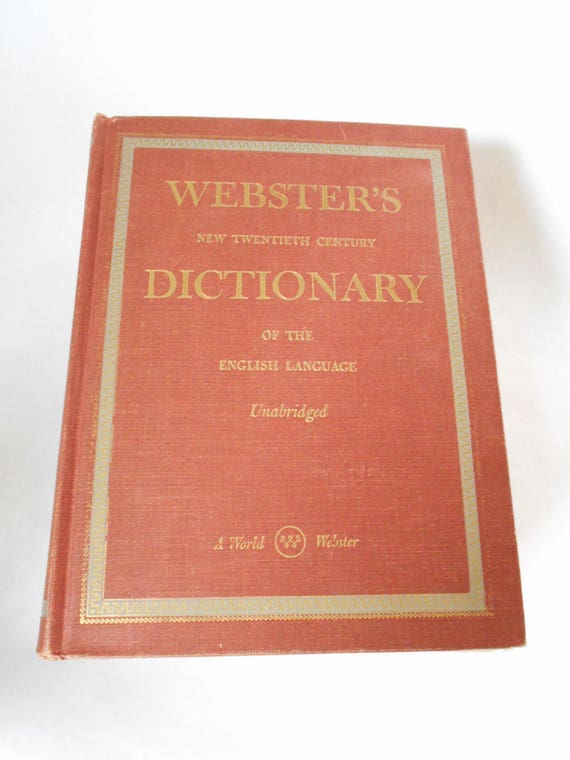 WEBSTER'S
NEW TWENTIETH CENTURY
DICTIONARY
OF THE
ENGLISH LANGUAGE
Unabridged
A World Webster